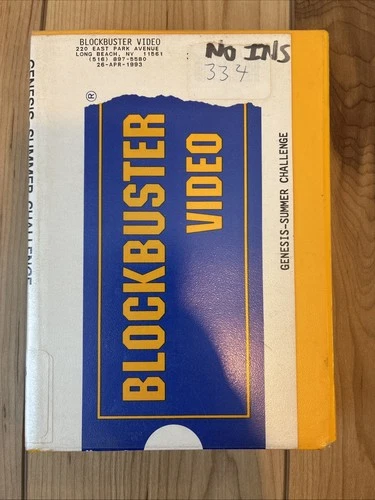 BLOCKBUSTER VIDEO
220 EAST PARK AVENUE
LONG BEACH, NY 11561
(516) 897-5580
26-APR-1993
NO INS
334
®
BLOCKBUSTER
VIDEO
GENESIS-SUMMER CHALLENGE
GENESIS-SUMMER CHALLENGE